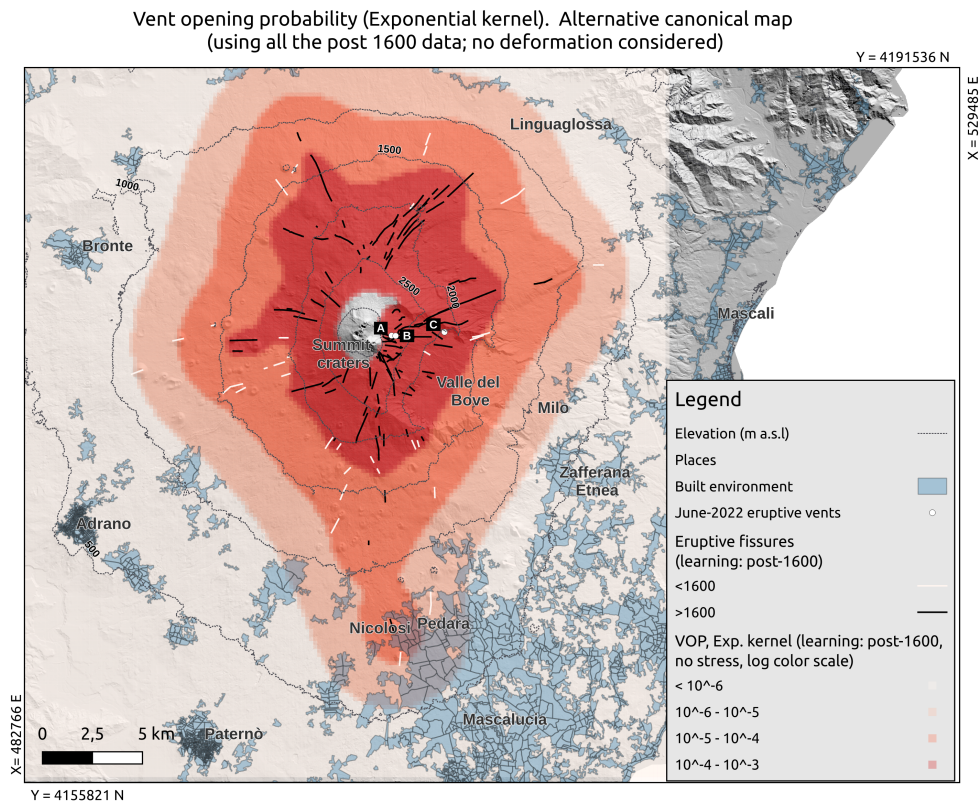 Vent opening probability (Exponential kernel).  Alternative canonical map
(using all the post 1600 data; no deformation considered)
Y = 4191536 N
X = 529485 E
Linguaglossa
1500
1000
Bronte
2500
2000
A
B
C
Mascali
Summit
craters
Valle del
Bove
Milo
Zafferana
Etnea
Adrano
500
Nicolosi
Pedara
Mascalucia
Paternò
Legend
Elevation (m a.s.l)
Places
Built environment
June-2022 eruptive vents
Eruptive fissures
(learning: post-1600)
<1600
>1600
VOP, Exp. kernel (learning: post-1600,
no stress, log color scale)
< 10^-6
10^-6 - 10^-5
10^-5 - 10^-4
10^-4 - 10^-3
0 2,5 5 km
X= 482766 E
Y = 4155821 N